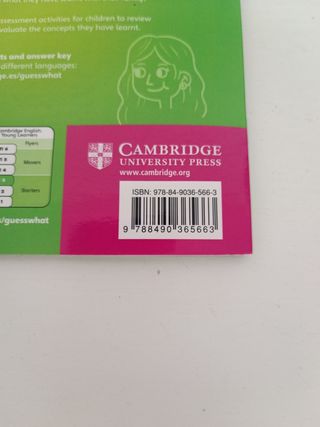 assessment activities for children to review
evaluate the concepts they have learnt.
and answer key
different languages:
ge.es/guesswhat
Cambridge English
Young Learners
Flyers
Movers
Starters
s/guesswhat
CAMBRIDGE
UNIVERSITY PRESS
www.cambridge.org
ISBN: 978-84-9036-566-3
9 788490 365663